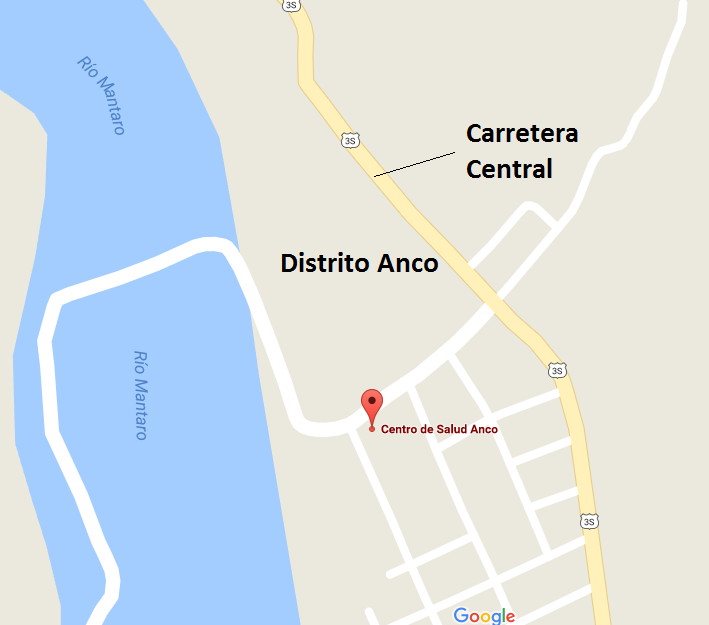 3S
Río Mantaro
3S
Carretera
Central
Distrito Anco
Río Mantaro
3S
Centro de Salud Anco
3S
Google